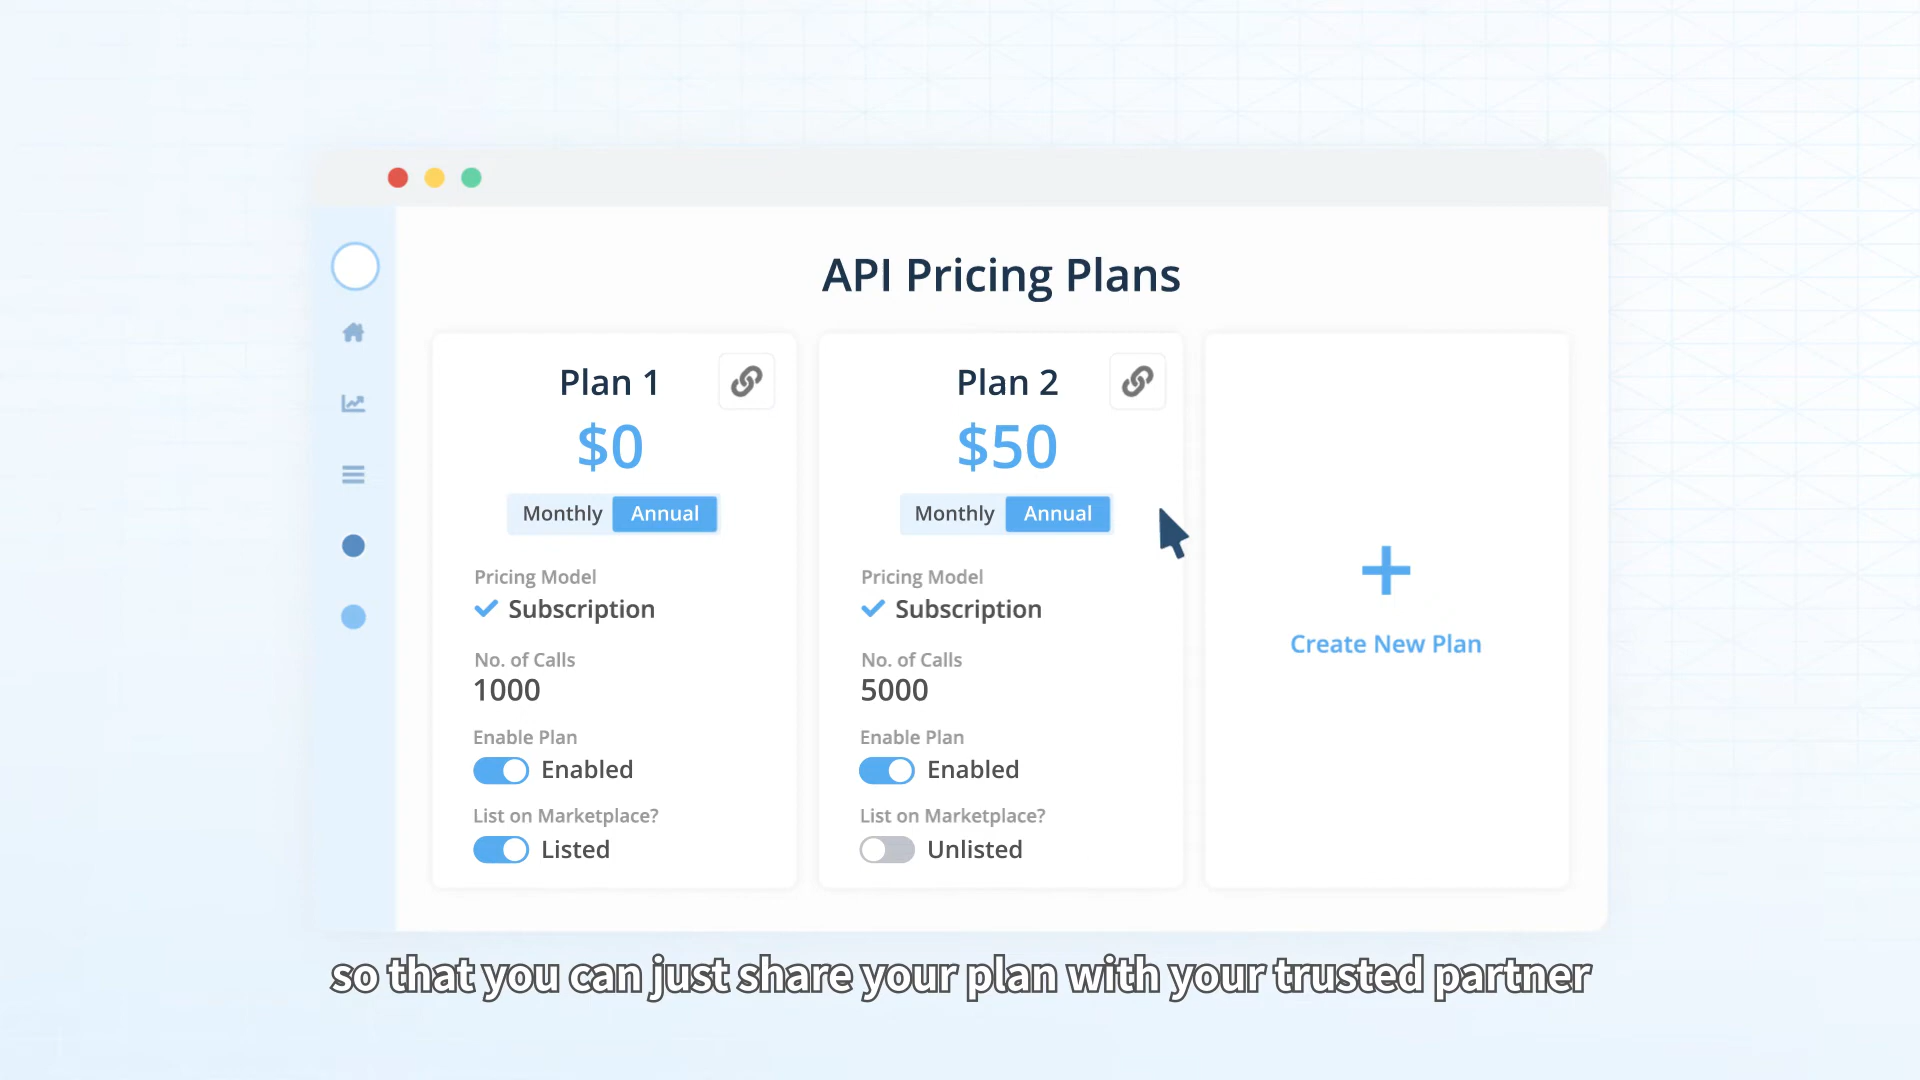 API Pricing Plans
Plan 1
$0
Monthly Annual
Pricing Model
Subscription
No. of Calls
1000
Enable Plan
Enabled
List on Marketplace?
Listed
Plan 2
$50
Monthly Annual
Pricing Model
Subscription
No. of Calls
5000
Enable Plan
Enabled
List on Marketplace?
Unlisted
Create New Plan
so that you can just share your plan with your trusted partner